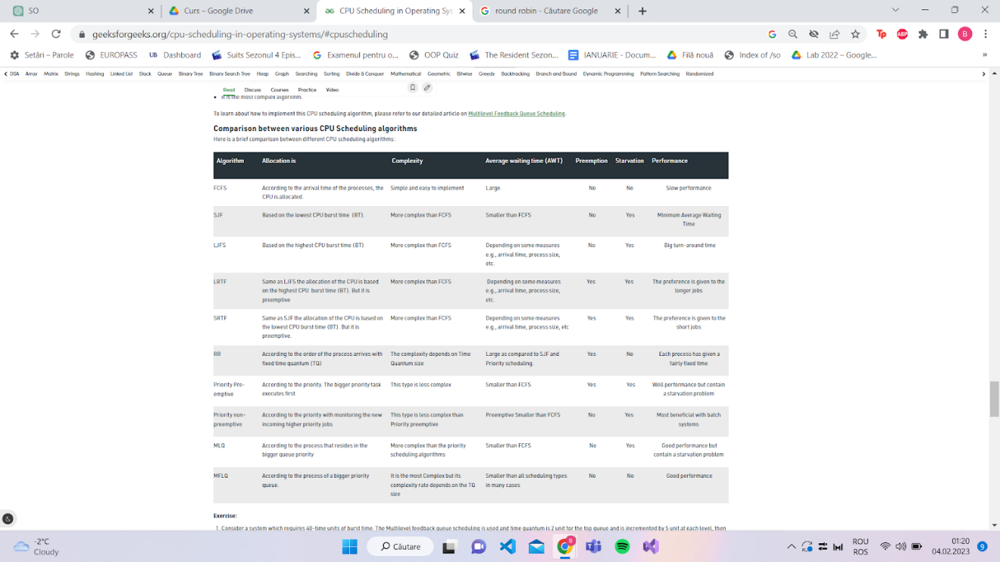 SO
Curs – Google Drive
CPU Scheduling in Operating Sys
round robin - Căutare Google
geeksforgeeks.org/cpu-scheduling-in-operating-systems/#cpuscheduling
Setări – Parole
EUROPASS
UB Dashboard
Suits Sezonul 4 Epis...
Examenul pentru o...
OOP Quiz
The Resident Sezon...
IANUARIE - Docum...
Filă nouă
Index of /so
Lab 2022 – Google...
DSA Array Matrix Strings Hashing Linked List Stack Queue Binary Tree Binary Search Tree Heap Graph Searching Sorting Divide & Conquer Mathematical Geometric Bitwise Greedy Backtracking Branch and Bound Dynamic Programming Pattern Searching Randomized
Read Discuss Courses Practice Video
It is the most complex algorithm.
To learn about how to implement this CPU scheduling algorithm, please refer to our detailed article on Multilevel Feedback Queue Scheduling.
Comparison between various CPU Scheduling algorithms
Here is a brief comparison between different CPU scheduling algorithms:
Algorithm Allocation is Complexity Average waiting time (AWT) Preemption Starvation Performance
FCFS According to the arrival time of the processes, the Simple and easy to implement Large. No No Slow performance
CPU is allocated.
SJF Based on the lowest CPU burst time (BT). More complex than FCFS Smaller than FCFS No Yes Minimum Average Waiting
Time
LJFS Based on the highest CPU burst time (BT) More complex than FCFS Depending on some measures No Yes Big turn-around time
e.g., arrival time, process size,
etc.
LRTF Same as LJFS the allocation of the CPU is based More complex than FCFS Depending on some measures Yes Yes The preference is given to the
on the highest CPU burst time (BT). But it is e.g., arrival time, process size, longer jobs
preemptive etc.
SRTF Same as SJF the allocation of the CPU is based on More complex than FCFS Depending on some measures Yes Yes The preference is given to the
the lowest CPU burst time (BT). But it is e.g., arrival time, process size, etc short jobs
preemptive.
RR According to the order of the process arrives with The complexity depends on Time Large as compared to SJF and Yes No Each process has given a
fixed time quantum (TQ) Quantum size Priority scheduling. fairly fixed time
Priority Pre- According to the priority. The bigger priority task This type is less complex Smaller than FCFS Yes Yes Well performance but contain
emptive executes first a starvation problem
Priority non- According to the priority with monitoring the new This type is less complex than Preemptive Smaller than FCFS No Yes Most beneficial with batch
preemptive incoming higher priority jobs Priority preemptive systems
MLQ According to the process that resides in the More complex than the priority Smaller than FCFS No Yes Good performance but
bigger queue priority scheduling algorithms contain a starvation problem
MFLQ According to the process of a bigger priority It is the most Complex but its Smaller than all scheduling types No No Good performance
queue. complexity rate depends on the TQ in many cases
size
Exercise:
1. Consider a system which requires 40-time units of burst time. The Multilevel feedback queue scheduling is used and time quantum is 2 unit for the top queue and is incremented by 5 unit at each level, then
-2°C
Cloudy
Căutare
8
ROU
ROS
01:20
04.02.2023
9
Tp
ABP
B